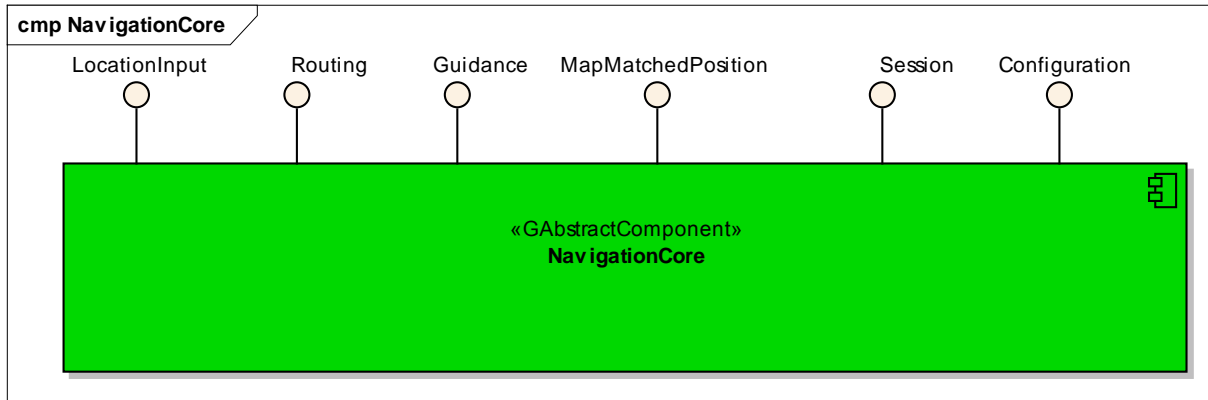 cmp NavigationCore
LocationInput Routing Guidance MapMatchedPosition Session Configuration
«GAbstractComponent»
NavigationCore